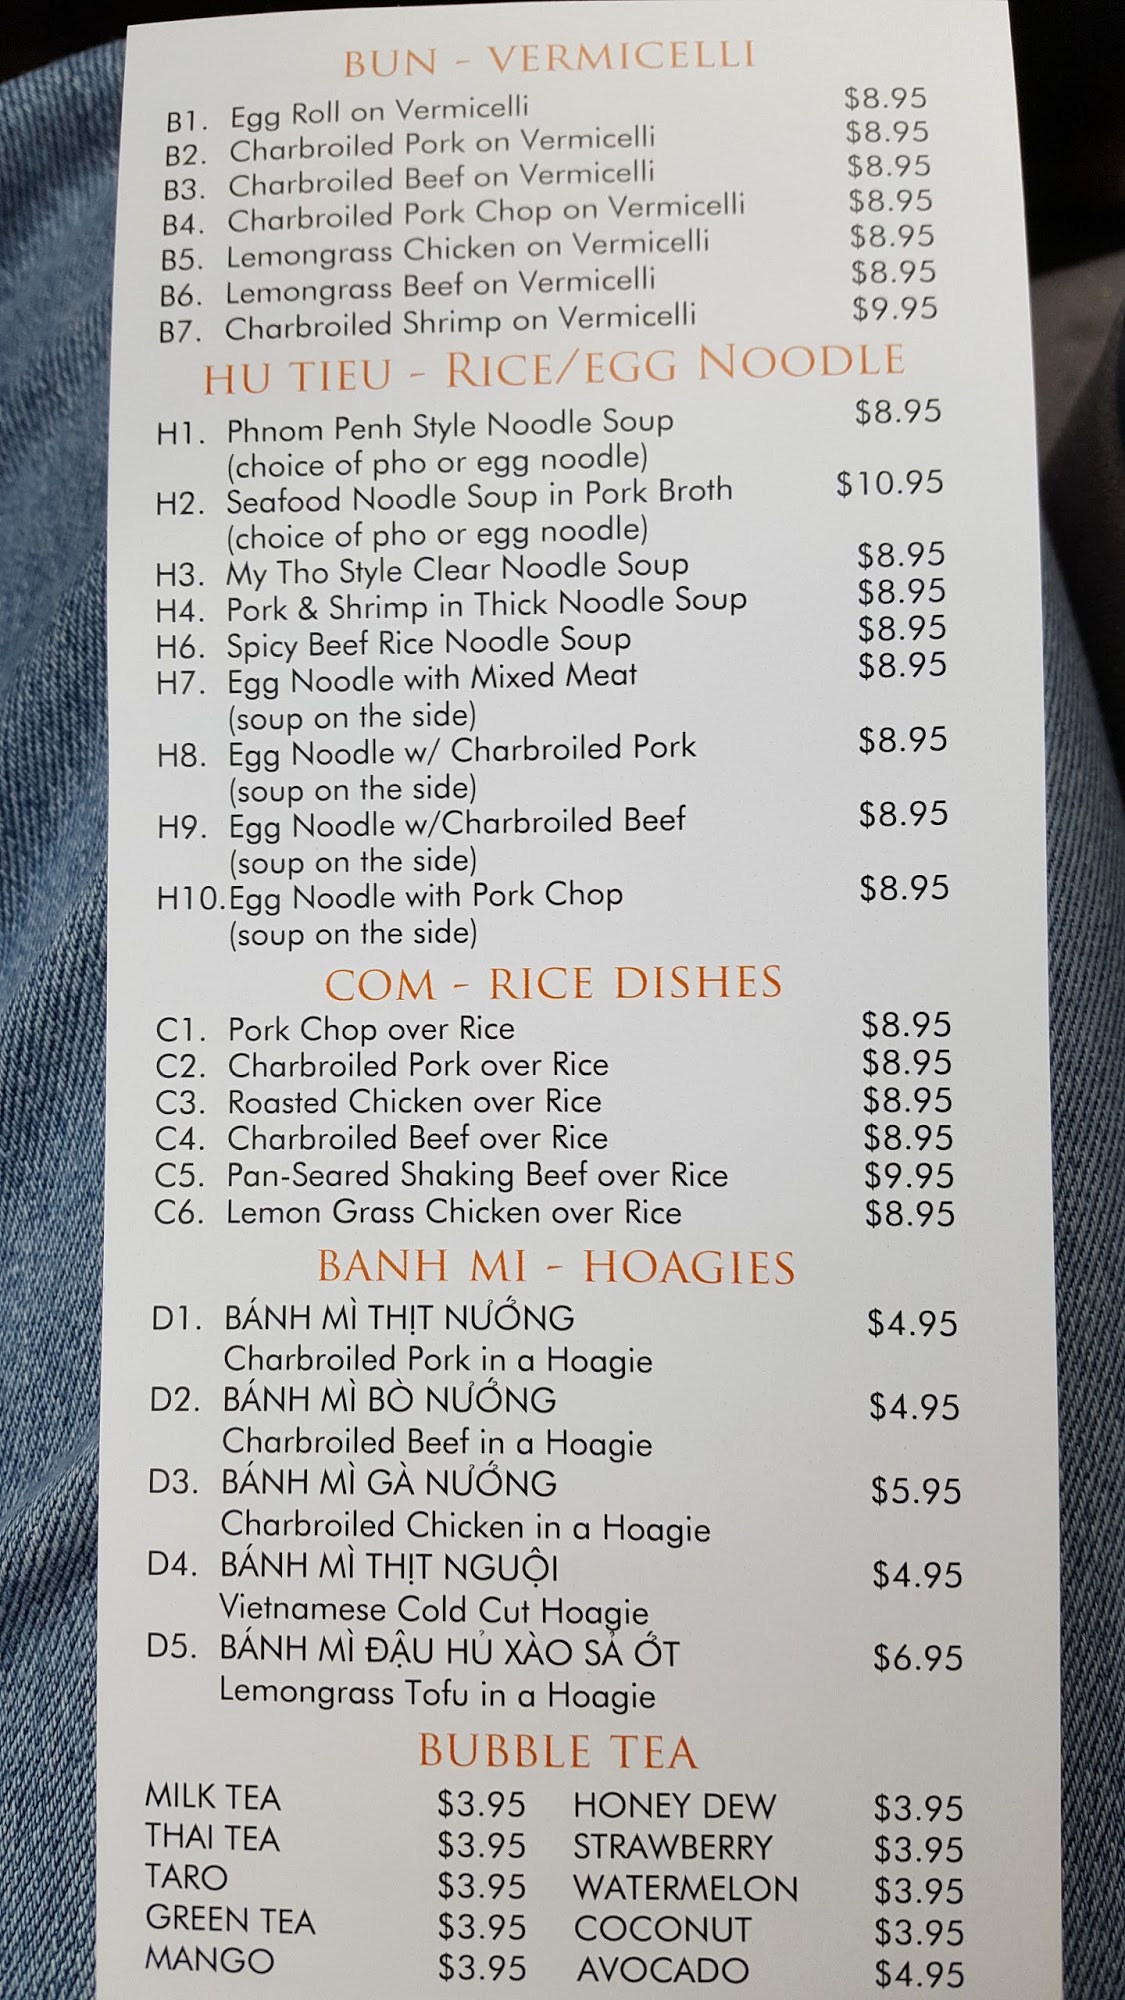 BUN - VERMICELLI
B1. Egg Roll on Vermicelli $8.95
B2. Charbroiled Pork on Vermicelli $8.95
B3. Charbroiled Beef on Vermicelli $8.95
B4. Charbroiled Pork Chop on Vermicelli $8.95
B5. Lemongrass Chicken on Vermicelli $8.95
B6. Lemongrass Beef on Vermicelli $8.95
B7. Charbroiled Shrimp on Vermicelli $9.95
HU TIEU - RICE/EGG NOODLE
H1. Phnom Penh Style Noodle Soup $8.95
(choice of pho or egg noodle)
H2. Seafood Noodle Soup in Pork Broth $10.95
(choice of pho or egg noodle)
H3. My Tho Style Clear Noodle Soup $8.95
H4. Pork & Shrimp in Thick Noodle Soup $8.95
H6. Spicy Beef Rice Noodle Soup $8.95
H7. Egg Noodle with Mixed Meat $8.95
(soup on the side)
H8. Egg Noodle w/ Charbroiled Pork $8.95
(soup on the side)
H9. Egg Noodle w/Charbroiled Beef $8.95
(soup on the side)
H10. Egg Noodle with Pork Chop $8.95
(soup on the side)
COM - RICE DISHES
C1. Pork Chop over Rice $8.95
C2. Charbroiled Pork over Rice $8.95
C3. Roasted Chicken over Rice $8.95
C4. Charbroiled Beef over Rice $8.95
C5. Pan-Seared Shaking Beef over Rice $9.95
C6. Lemon Grass Chicken over Rice $8.95
BANH MI - HOAGIES
D1. BÁNH MÌ THỊT NƯỚNG $4.95
Charbroiled Pork in a Hoagie
D2. BÁNH MÌ BÒ NƯỚNG $4.95
Charbroiled Beef in a Hoagie
D3. BÁNH MÌ GÀ NƯỚNG $5.95
Charbroiled Chicken in a Hoagie
D4. BÁNH MÌ THỊT NGUỘI $4.95
Vietnamese Cold Cut Hoagie
D5. BÁNH MÌ ĐẬU HỦ XÀO SẢ ỚT $6.95
Lemongrass Tofu in a Hoagie
BUBBLE TEA
MILK TEA $3.95 HONEY DEW $3.95
THAI TEA $3.95 STRAWBERRY $3.95
TARO $3.95 WATERMELON $3.95
GREEN TEA $3.95 COCONUT $3.95
MANGO $3.95 AVOCADO $4.95